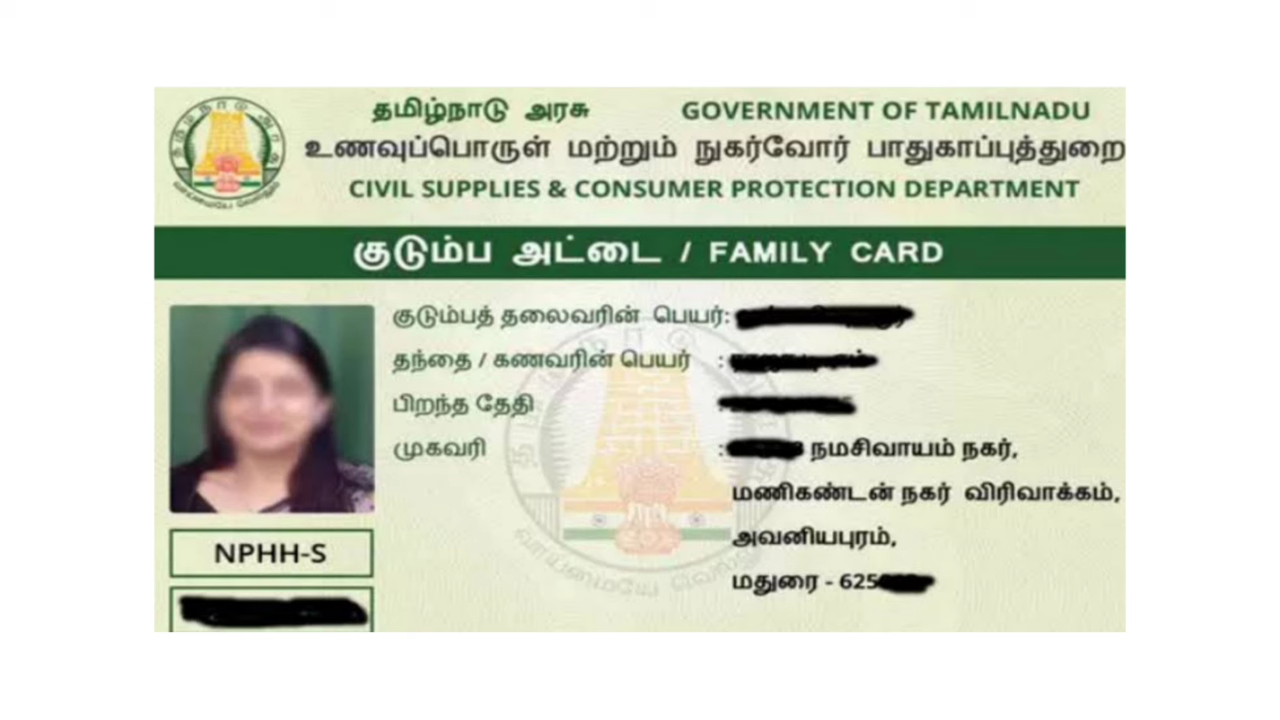 தமிழ்நாடு அரசு GOVERNMENT OF TAMILNADU
உணவுப்பொருள் மற்றும் நுகர்வோர் பாதுகாப்புத்துறை
CIVIL SUPPLIES & CONSUMER PROTECTION DEPARTMENT
குடும்ப அட்டை / FAMILY CARD
குடும்பத் தலைவரின் பெயர்:
தந்தை / கணவரின் பெயர் :
பிறந்த தேதி :
முகவரி : நமசிவாயம் நகர்,
மணிகண்டன் நகர் விரிவாக்கம்,
அவனியபுரம்,
மதுரை - 625
NPHH-S